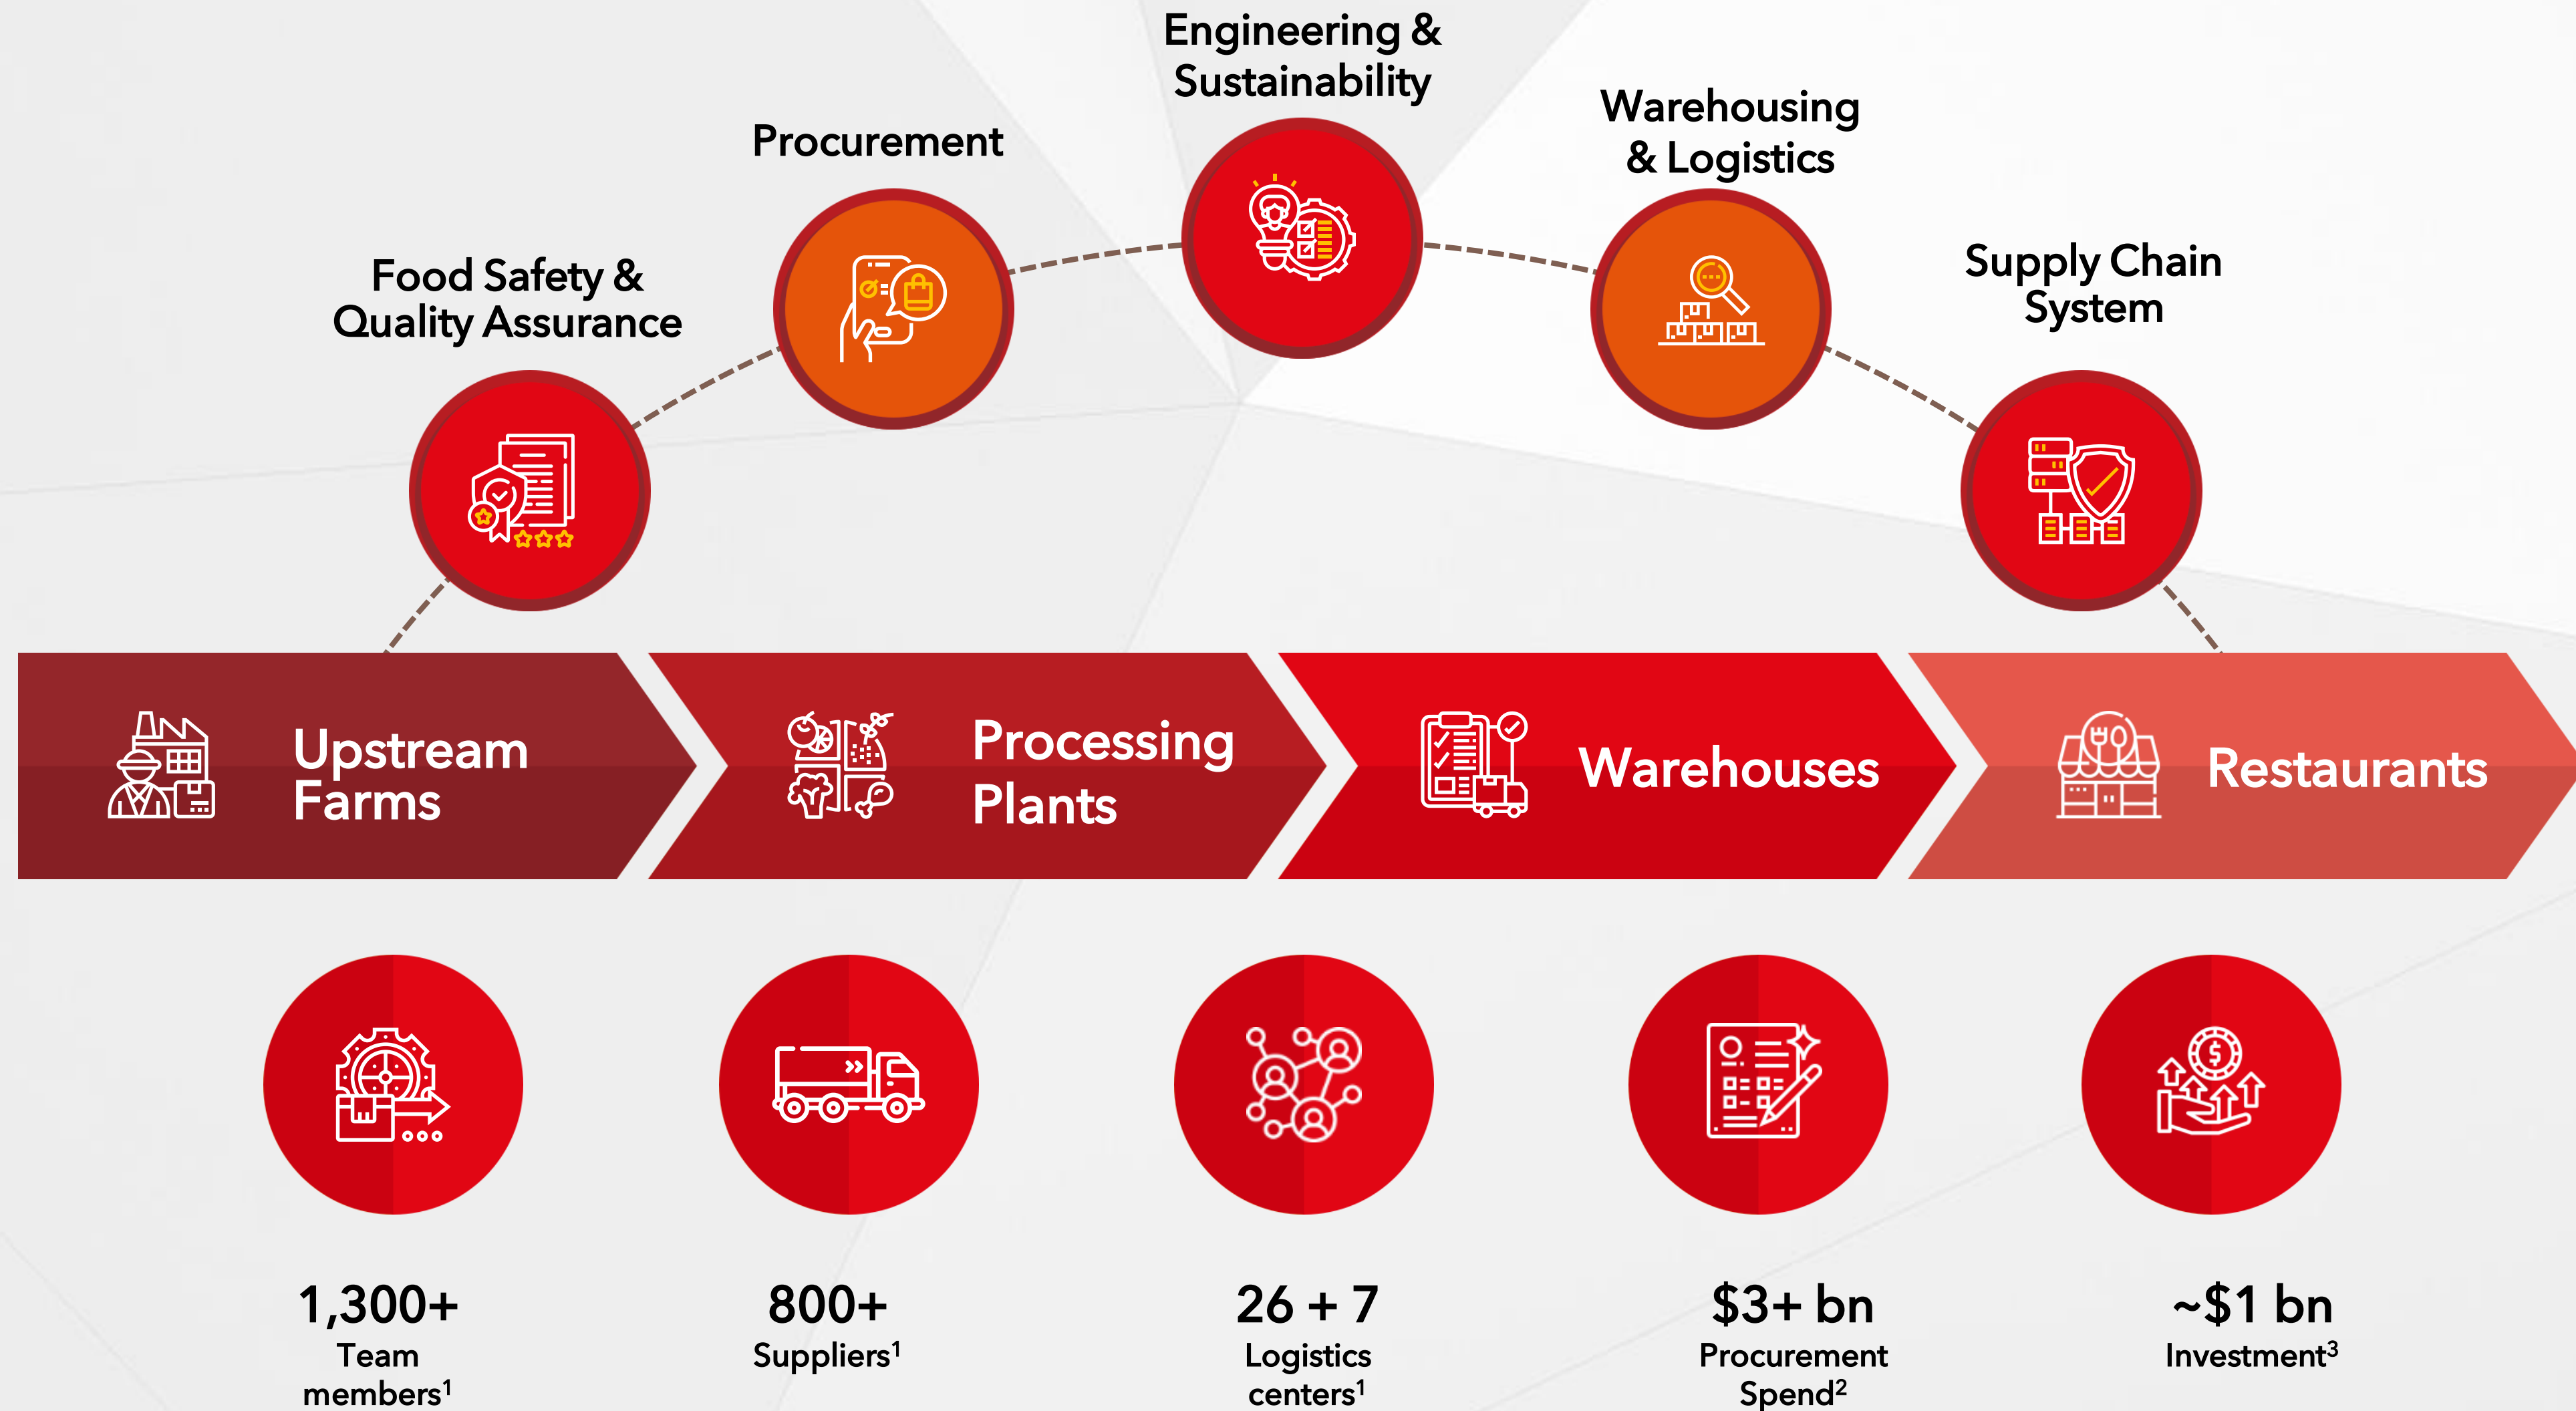 Engineering &
Sustainability
Warehousing
& Logistics
Procurement
Supply Chain
System
Food Safety &
Quality Assurance
Upstream
Farms
Processing
Plants
Warehouses
Restaurants
1,300+
Team
members¹
800+
Suppliers¹
26 + 7
Logistics
centers¹
$3+ bn
Procurement
Spend²
~$1 bn
Investment³